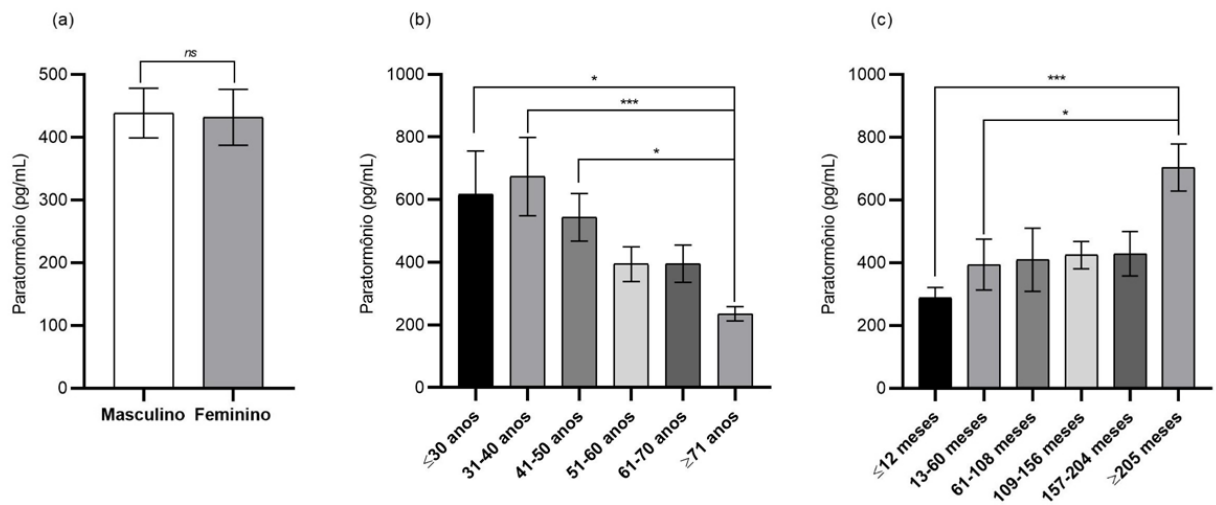 (a)
ns
500
400
300
200
100
0
Paratormônio (pg/mL)
Masculino Feminino
(b)
*
***
*
1000
800
600
400
200
0
Paratormônio (pg/mL)
≤30 anos
31-40 anos
41-50 anos
51-60 anos
61-70 anos
≥71 anos
(c)
***
*
1000
800
600
400
200
0
Paratormônio (pg/mL)
≤12 meses
13-60 meses
61-108 meses
109-156 meses
157-204 meses
≥205 meses